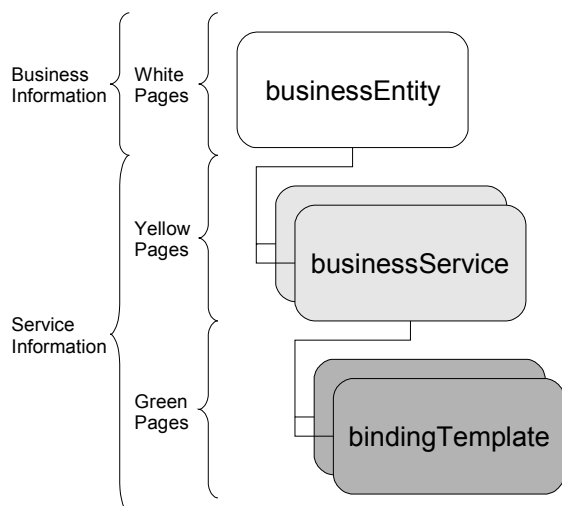 Business
Information
White
Pages
businessEntity
Yellow
Pages
businessService
Service
Information
Green
Pages
bindingTemplate